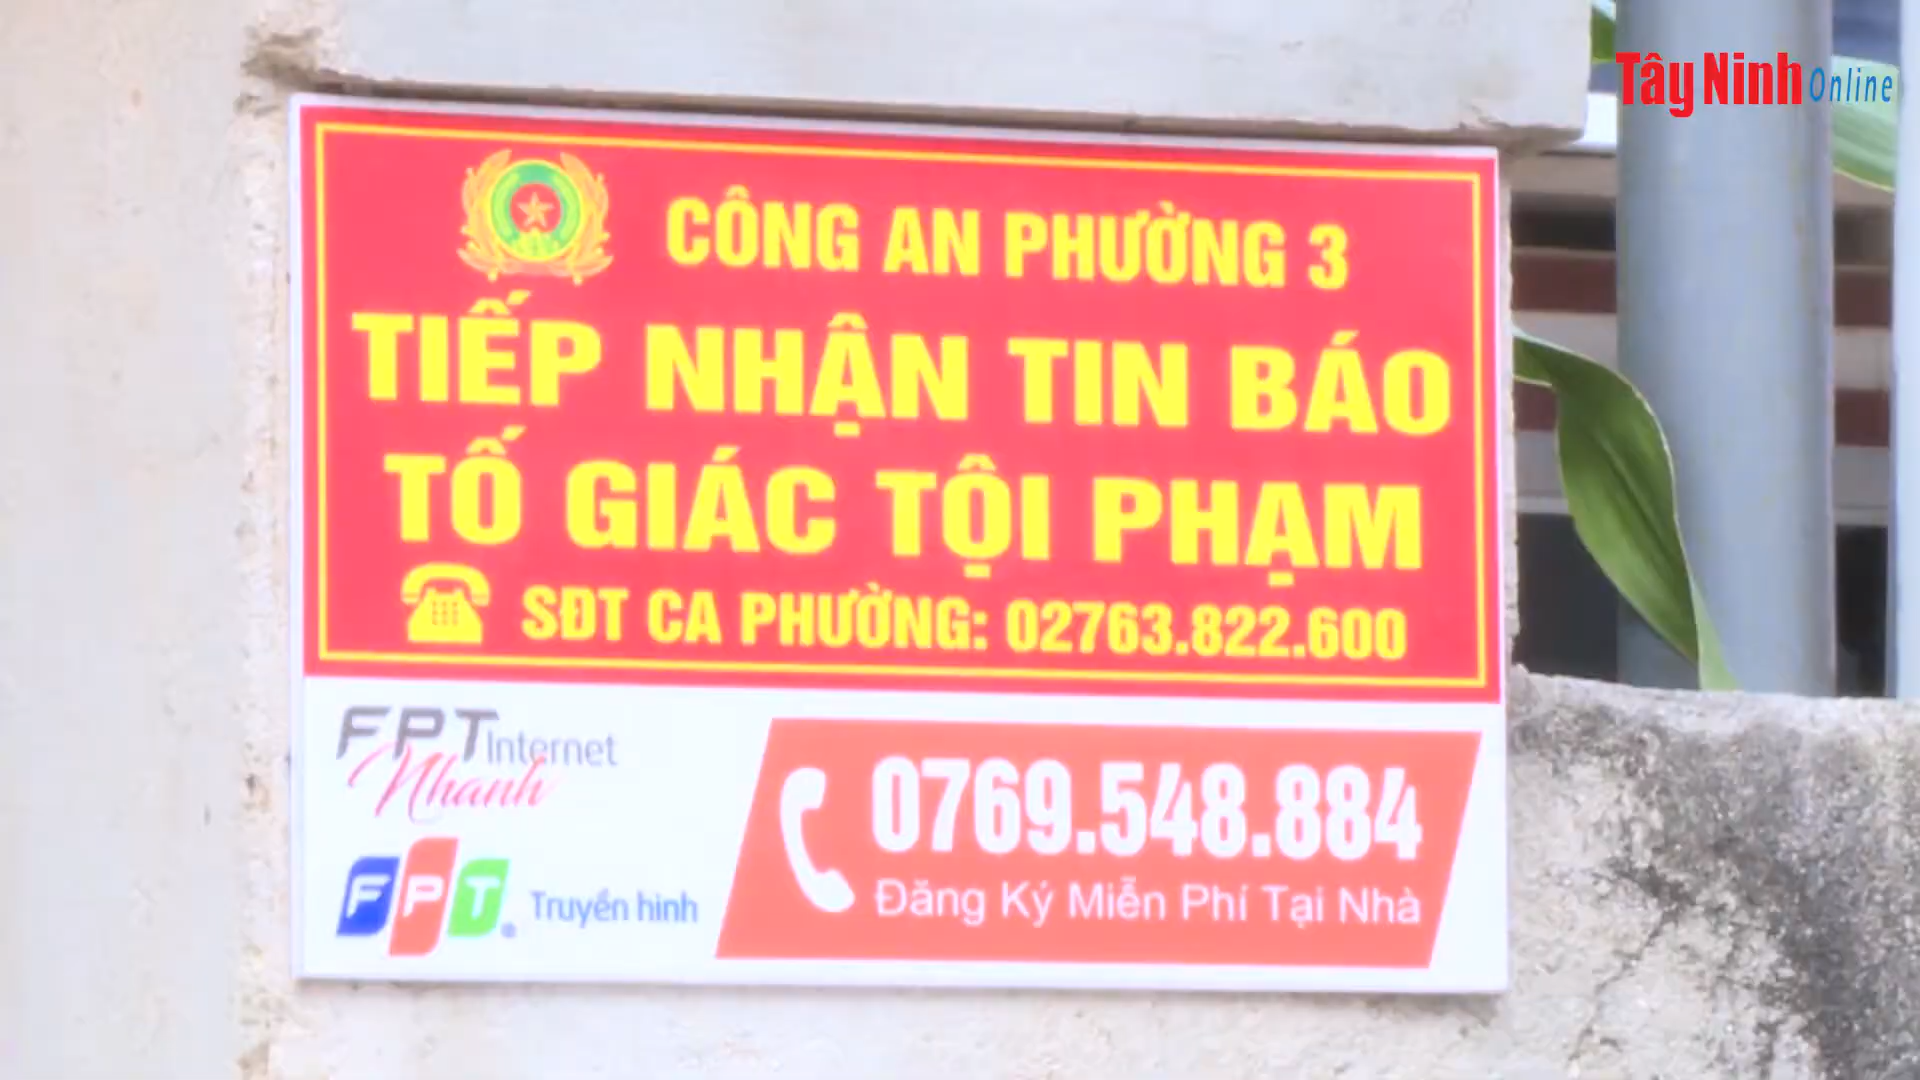 Tây Ninh Online
CÔNG AN PHƯỜNG 3
TIẾP NHẬN TIN BÁO
TỐ GIÁC TỘI PHẠM
SĐT CA PHƯỜNG: 02763.822.600
FPT Internet
Nhanh
FPT Truyền hình
0769.548.884
Đăng Ký Miễn Phí Tại Nhà